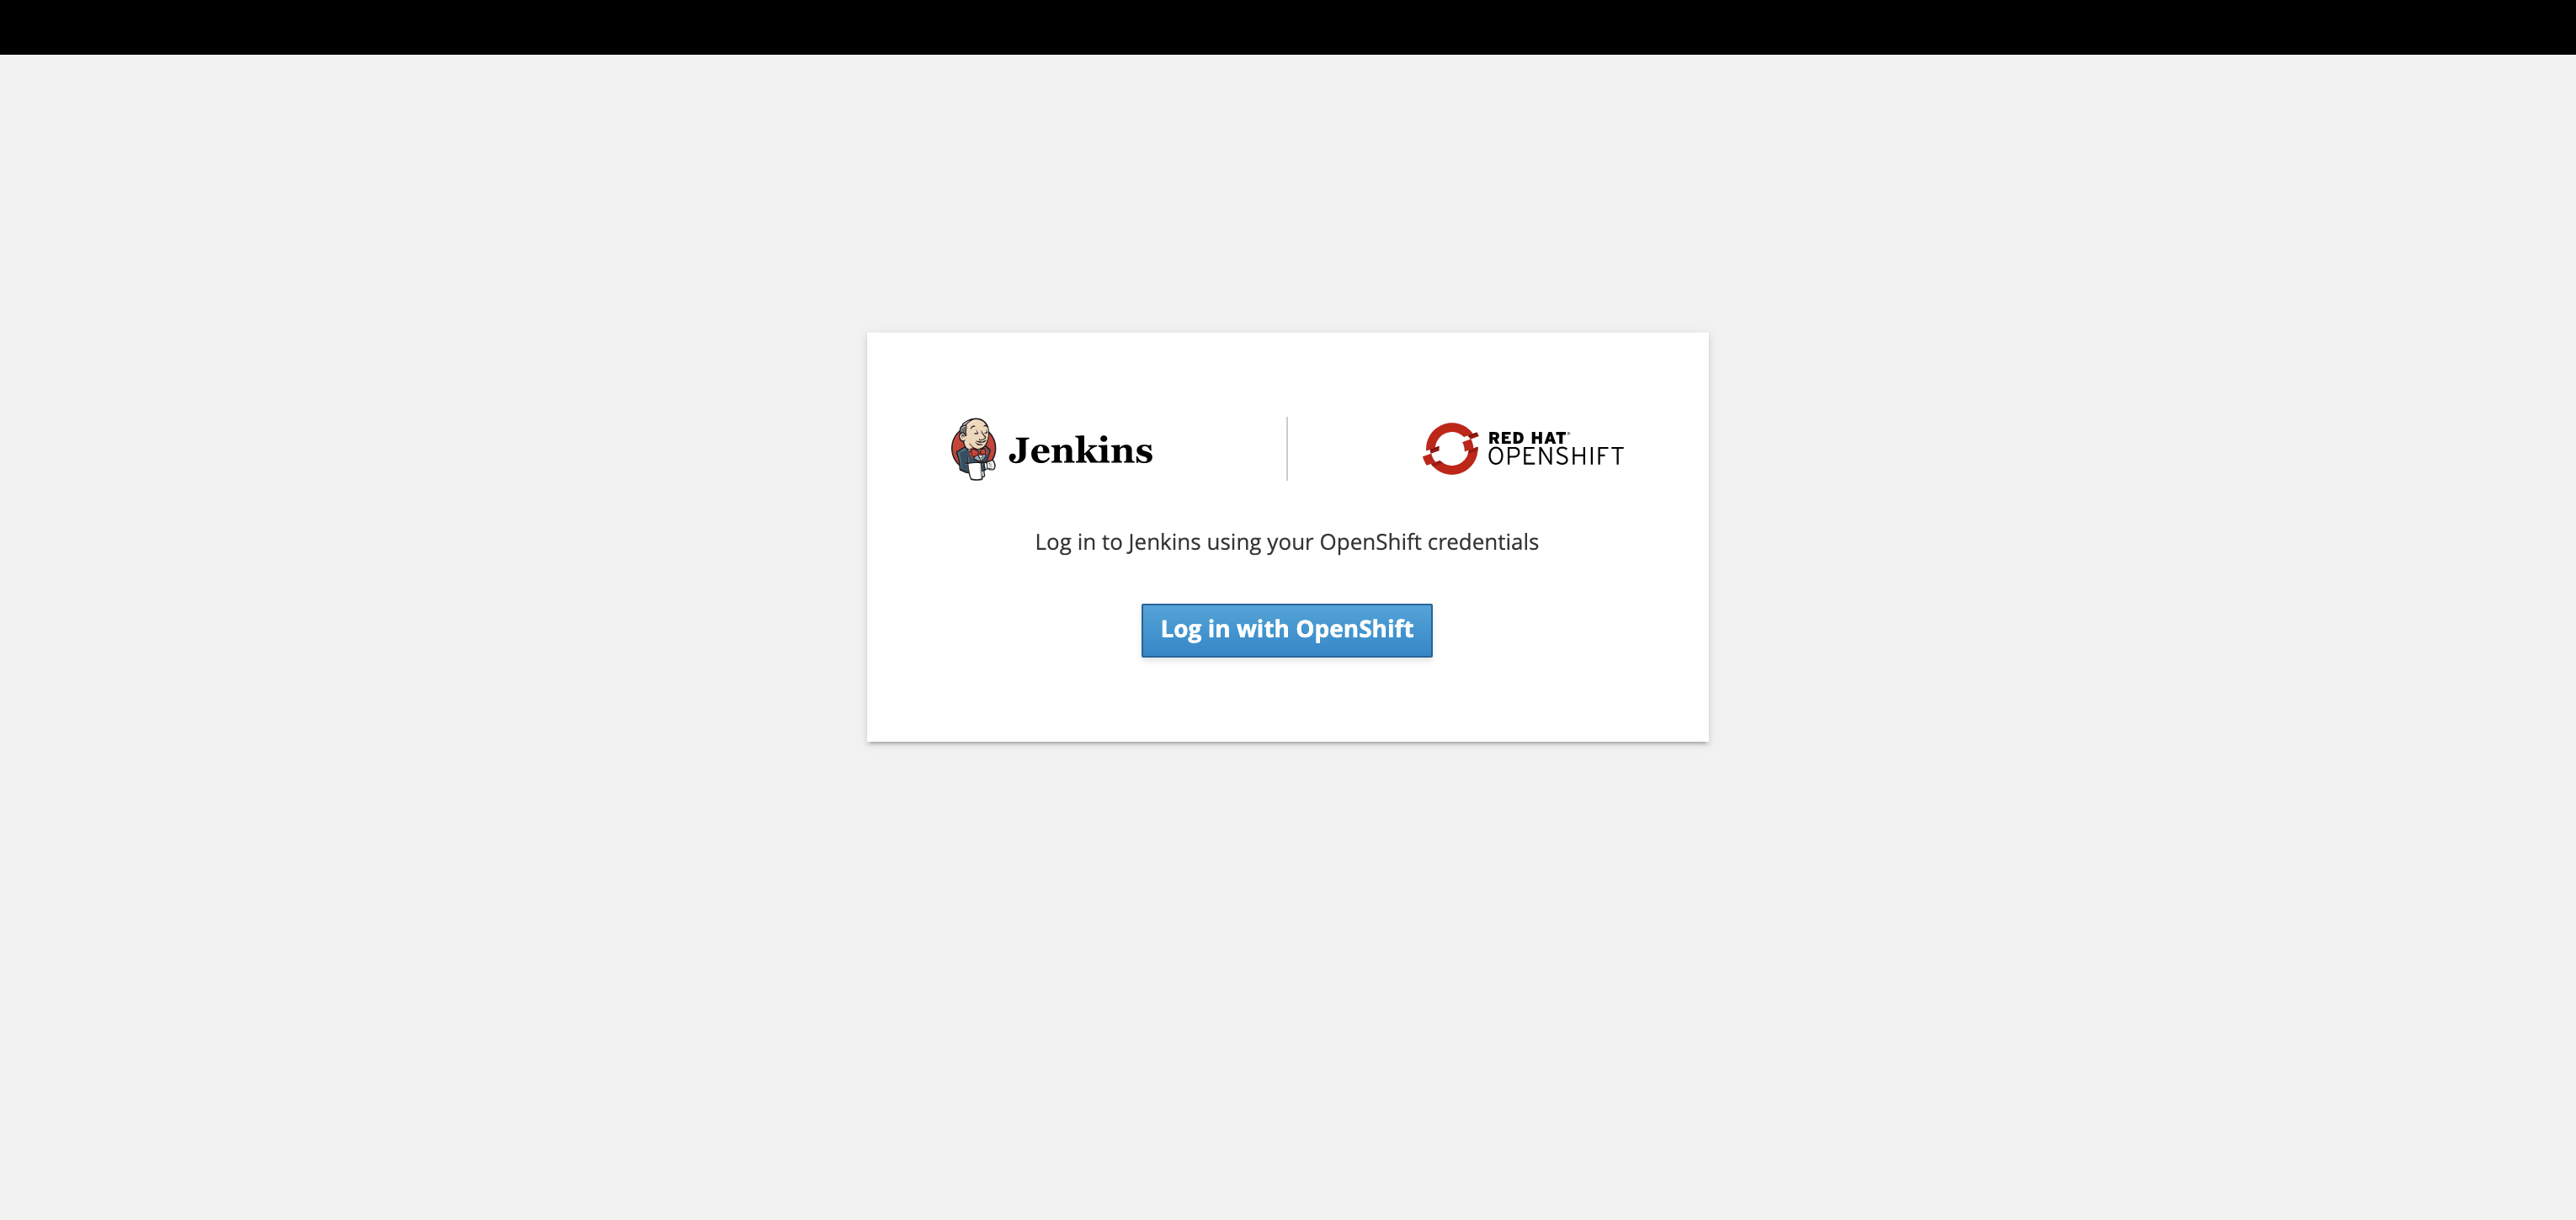 Jenkins
RED HAT
OPENSHIFT
Log in to Jenkins using your OpenShift credentials
Log in with OpenShift